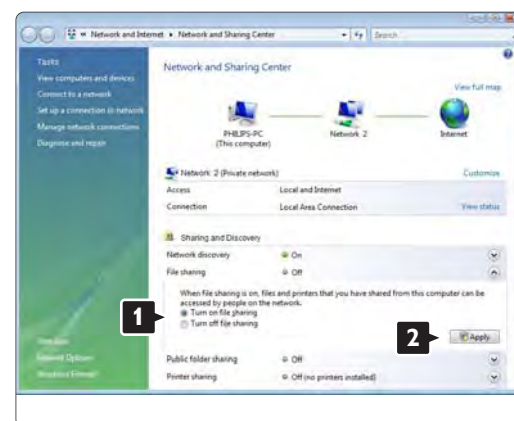 Network and Internet ▸ Network and Sharing Center
Search
Tasks
View computers and devices
Connect to a network
Set up a connection or network
Manage network connections
Diagnose and repair
Network and Sharing Center
View full map
PHILIPS-PC
(This computer)
Network 2
Internet
Network 2 (Private network)
Customize
Access
Local and Internet
Connection
Local Area Connection
View status
Sharing and Discovery
Network discovery
On
File sharing
Off
When file sharing is on, files and printers that you have shared from this computer can be
accessed by people on the network.
1
Turn on file sharing
Turn off file sharing
2
Apply
Public folder sharing
Off
Printer sharing
Off (no printers installed)